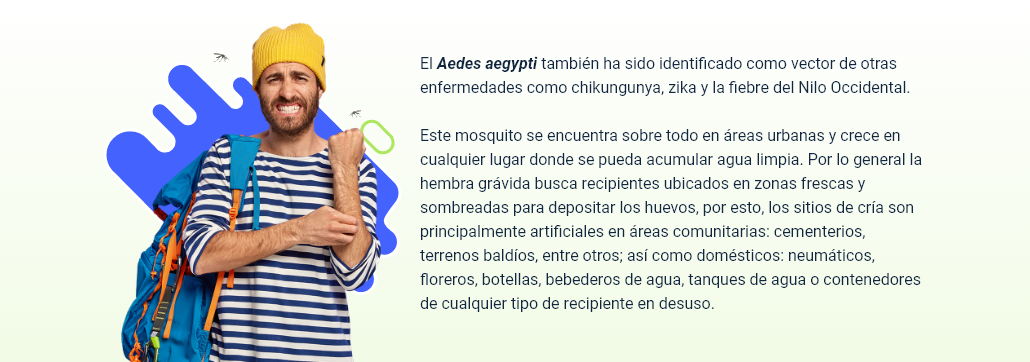 El Aedes aegypti también ha sido identificado como vector de otras
enfermedades como chikungunya, zika y la fiebre del Nilo Occidental.
Este mosquito se encuentra sobre todo en áreas urbanas y crece en
cualquier lugar donde se pueda acumular agua limpia. Por lo general la
hembra grávida busca recipientes ubicados en zonas frescas y
sombreadas para depositar los huevos, por esto, los sitios de cría son
principalmente artificiales en áreas comunitarias: cementerios,
terrenos baldíos, entre otros; así como domésticos: neumáticos,
floreros, botellas, bebederos de agua, tanques de agua o contenedores
de cualquier tipo de recipiente en desuso.